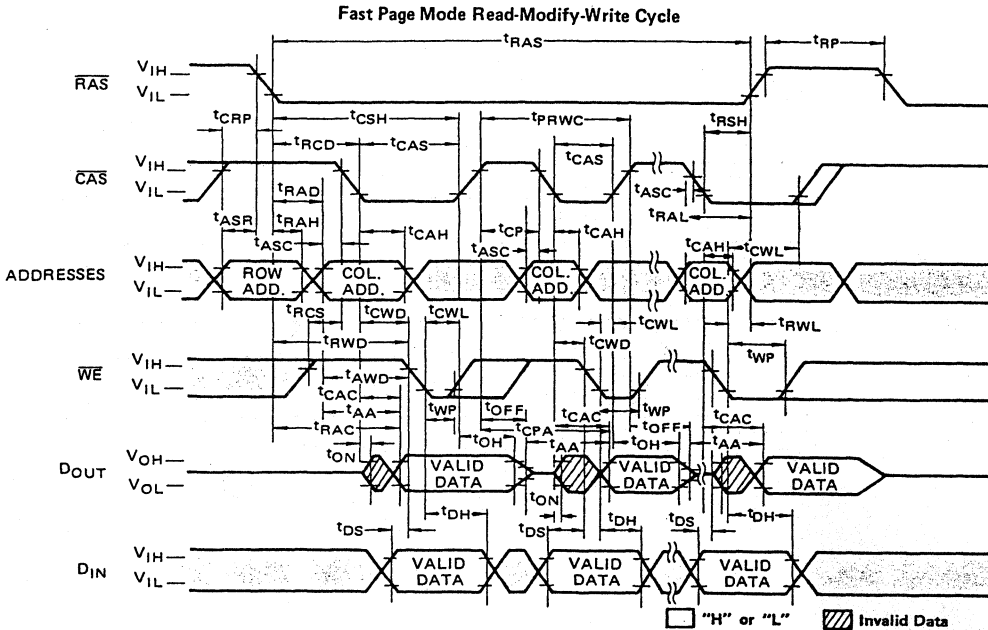 Fast Page Mode Read-Modify-Write Cycle
tRAS
tRP
RAS
VIH
VIL
tCRP
tCSH
tPRWC
tRSH
tRCD
tCAS
tCAS
CAS
VIH
VIL
tASC
tRAD
tRAL
tASR
tRAH
tCAH
tCP
tCAH
tCAH
tCWL
tASC
tASC
ADDRESSES
VIH
VIL
ROW ADD.
COL. ADD.
COL. ADD.
COL. ADD.
tRCS
tCWD
tCWL
tCWL
tRWL
tRWD
tCWD
tWP
WE
VIH
VIL
tAWD
tCAC
tWP
tOFF
tCAC
tWP
tCAC
tAA
tCPA
tOFF
tRAC
tOH
tAA
tOH
tAA
tON
DOUT
VOH
VOL
VALID DATA
VALID DATA
VALID DATA
tON
tDH
tDH
tDH
tDS
tDS
tDS
DIN
VIH
VIL
VALID DATA
VALID DATA
VALID DATA
"H" or "L"
Invalid Data